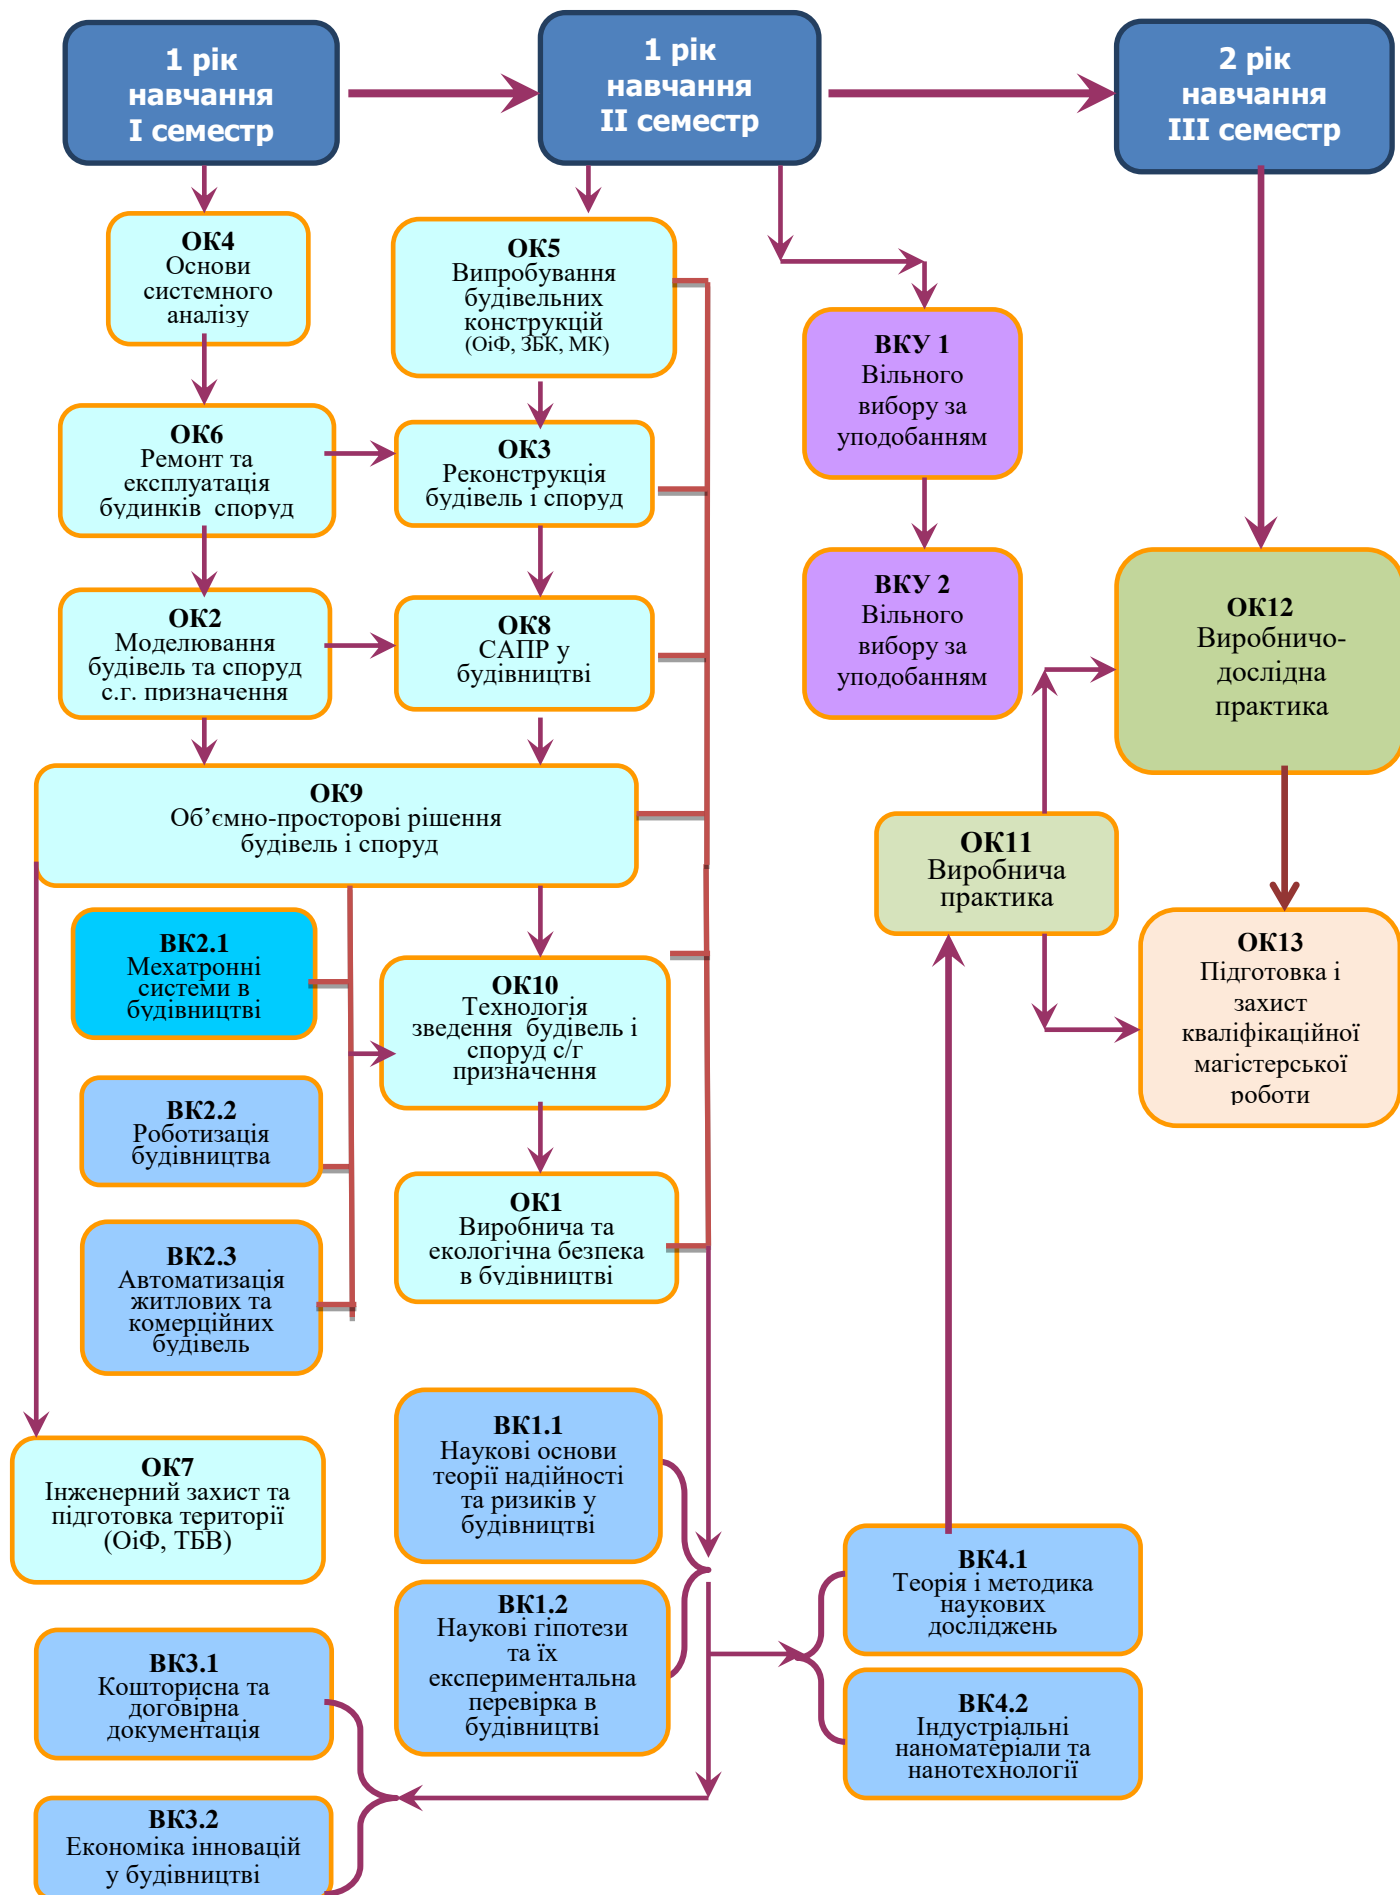 1 рік
навчання
I семестр
1 рік
навчання
II семестр
2 рік
навчання
III семестр
ОК4
Основи
системного
аналізу
ОК5
Випробування
будівельних
конструкцій
(ОіФ, ЗБК, МК)
ВКУ 1
Вільного
вибору за
уподобанням
ОК6
Ремонт та
експлуатація
будинків споруд
ОК3
Реконструкція
будівель і споруд
ВКУ 2
Вільного
вибору за
уподобанням
ОК12
Виробничо-
дослідна
практика
ОК2
Моделювання
будівель та споруд
с.г. призначення
ОК8
САПР у
будівництві
ОК9
Об’ємно-просторові рішення
будівель і споруд
ОК11
Виробнича
практика
ВК2.1
Мехатронні
системи в
будівництві
ОК10
Технологія
зведення будівель і
споруд с/г
призначення
ОК13
Підготовка і
захист
кваліфікаційної
магістерської
роботи
ВК2.2
Роботизація
будівництва
ОК1
Виробнича та
екологічна безпека
в будівництві
ВК2.3
Автоматизація
житлових та
комерційних
будівель
ВК1.1
Наукові основи
теорії надійності
та ризиків у
будівництві
ОК7
Інженерний захист та
підготовка території
(ОіФ, ТБВ)
ВК4.1
Теорія і методика
наукових
досліджень
ВК1.2
Наукові гіпотези
та їх
експериментальна
перевірка в
будівництві
ВК3.1
Кошторисна та
договірна
документація
ВК4.2
Індустріальні
наноматеріали та
нанотехнології
ВК3.2
Економіка інновацій
у будівництві